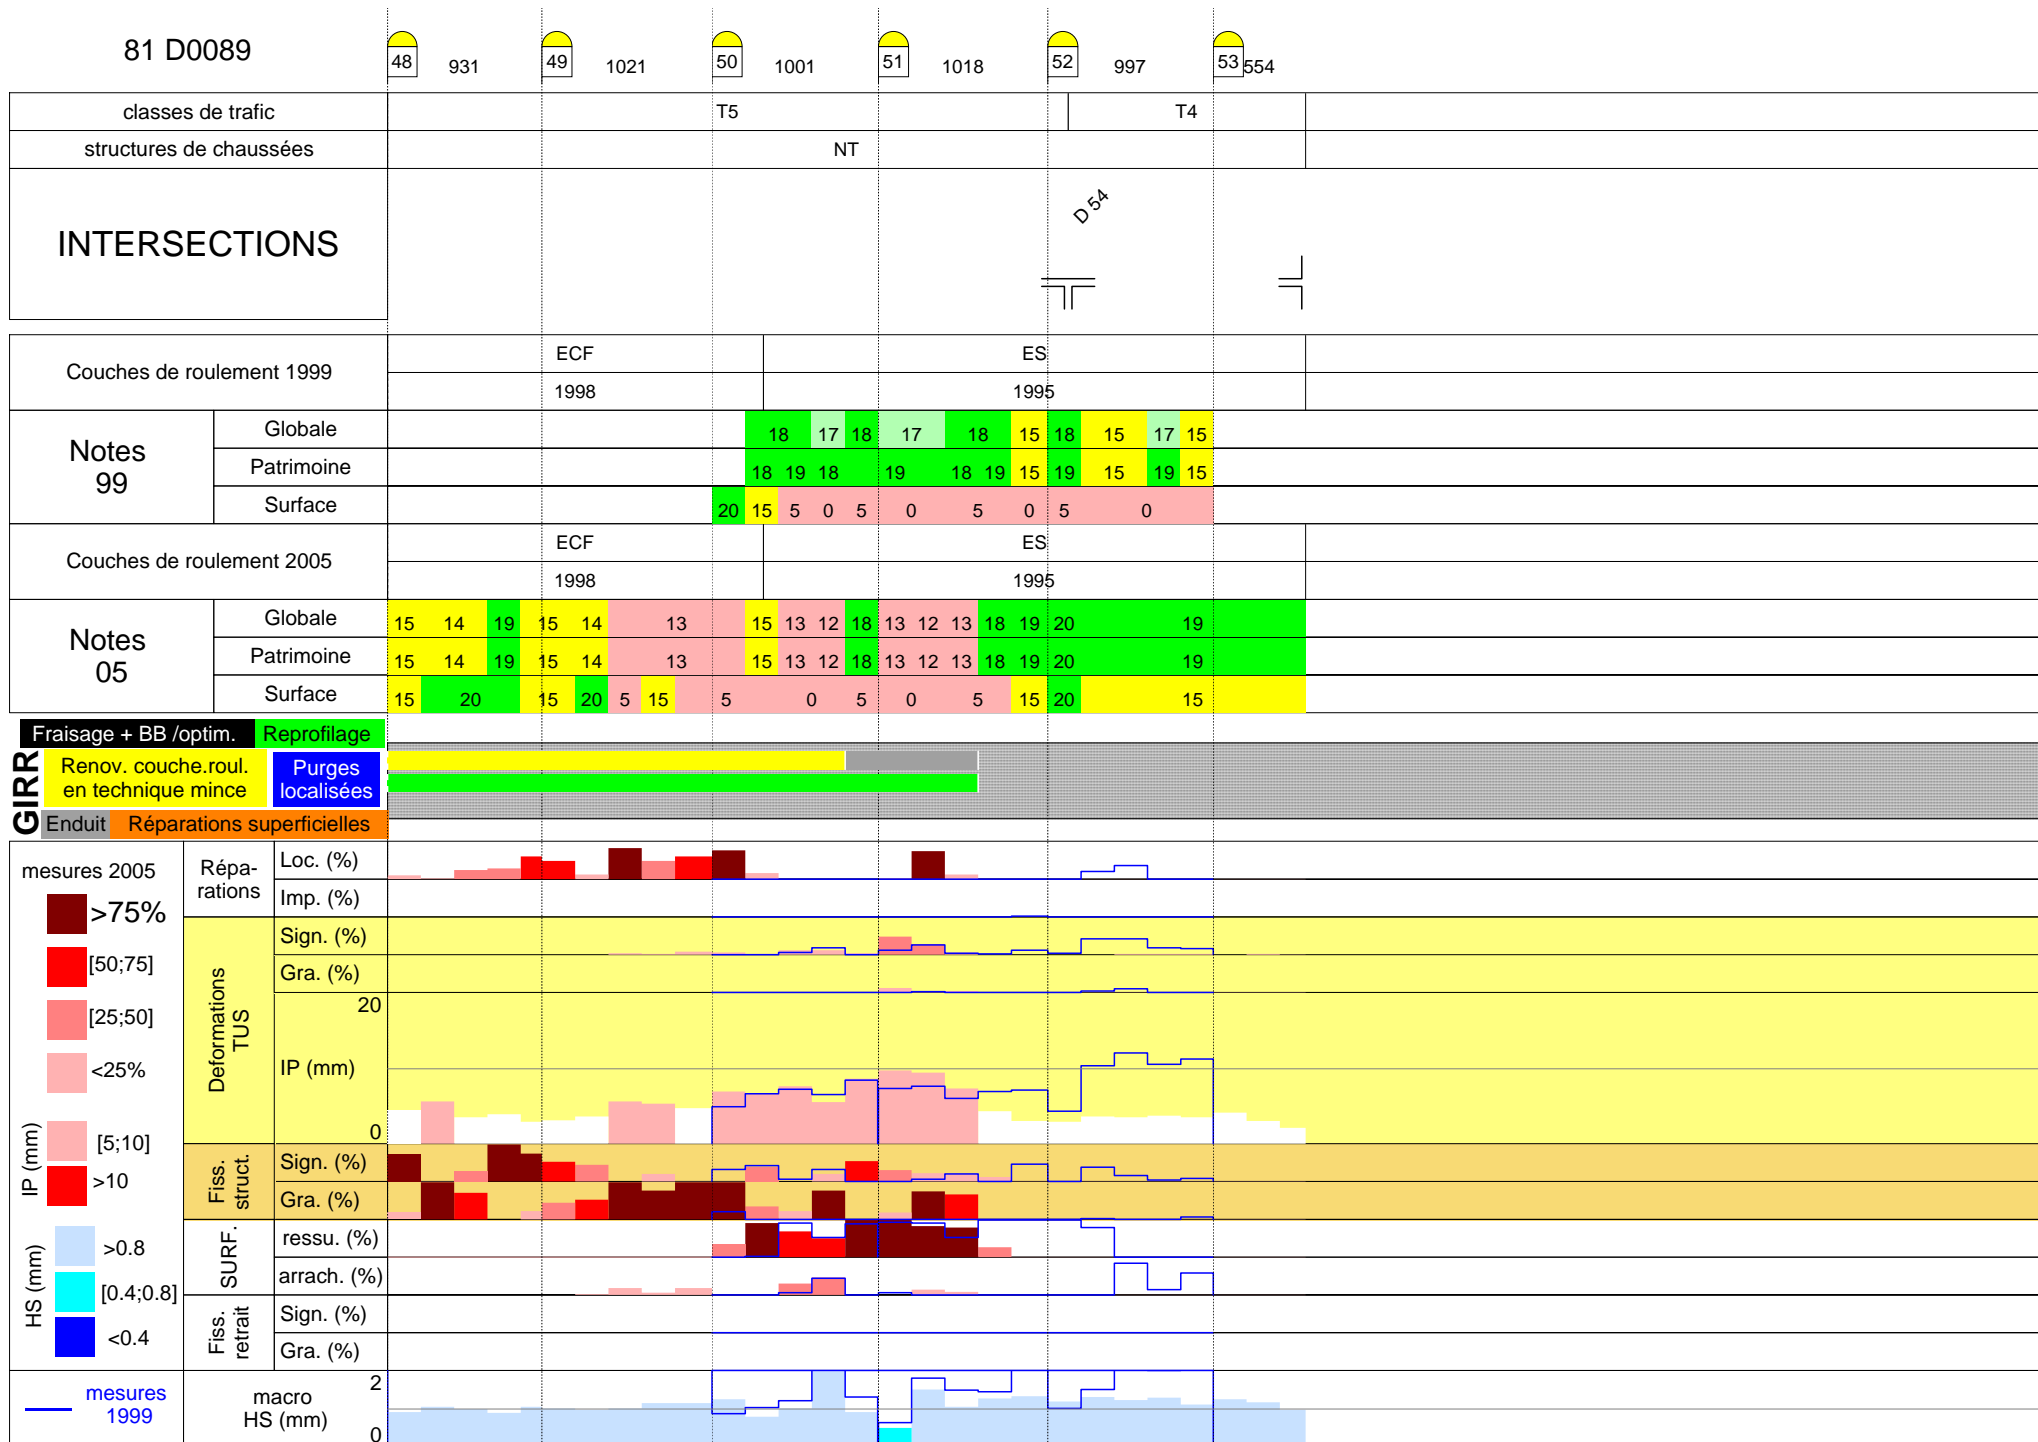 81 D0089
48 931 49 1021 50 1001 51 1018 52 997 53 554
classes de trafic T5 T4
structures de chaussées NT
D 54
INTERSECTIONS
Couches de roulement 1999
ECF ES
1998 1995
Notes
99
Globale 18 17 18 17 18 15 18 15 17 15
Patrimoine 18 19 18 19 18 19 15 19 15 19 15
Surface 20 15 5 0 5 0 5 0 5 0
Couches de roulement 2005
ECF ES
1998 1995
Notes
05
Globale 15 14 19 15 14 13 15 13 12 18 13 12 13 18 19 20 19
Patrimoine 15 14 19 15 14 13 15 13 12 18 13 12 13 18 19 20 19
Surface 15 20 15 20 5 15 5 0 5 0 5 15 20 15
GIRR
Fraisage + BB /optim. Reprofilage
Renov. couche.roul.
en technique mince
Purges
localisées
Enduit Réparations superficielles
mesures 2005
>75%
[50;75]
[25;50]
<25%
IP (mm)
[5;10]
>10
HS (mm)
>0.8
[0.4;0.8]
<0.4
mesures
1999
Répa-
rations
Loc. (%)
Imp. (%)
Deformations
TUS
Sign. (%)
Gra. (%)
20
IP (mm)
0
Fiss.
struct.
Sign. (%)
Gra. (%)
SURF.
ressu. (%)
arrach. (%)
Fiss.
retrait
Sign. (%)
Gra. (%)
macro
HS (mm)
2
0